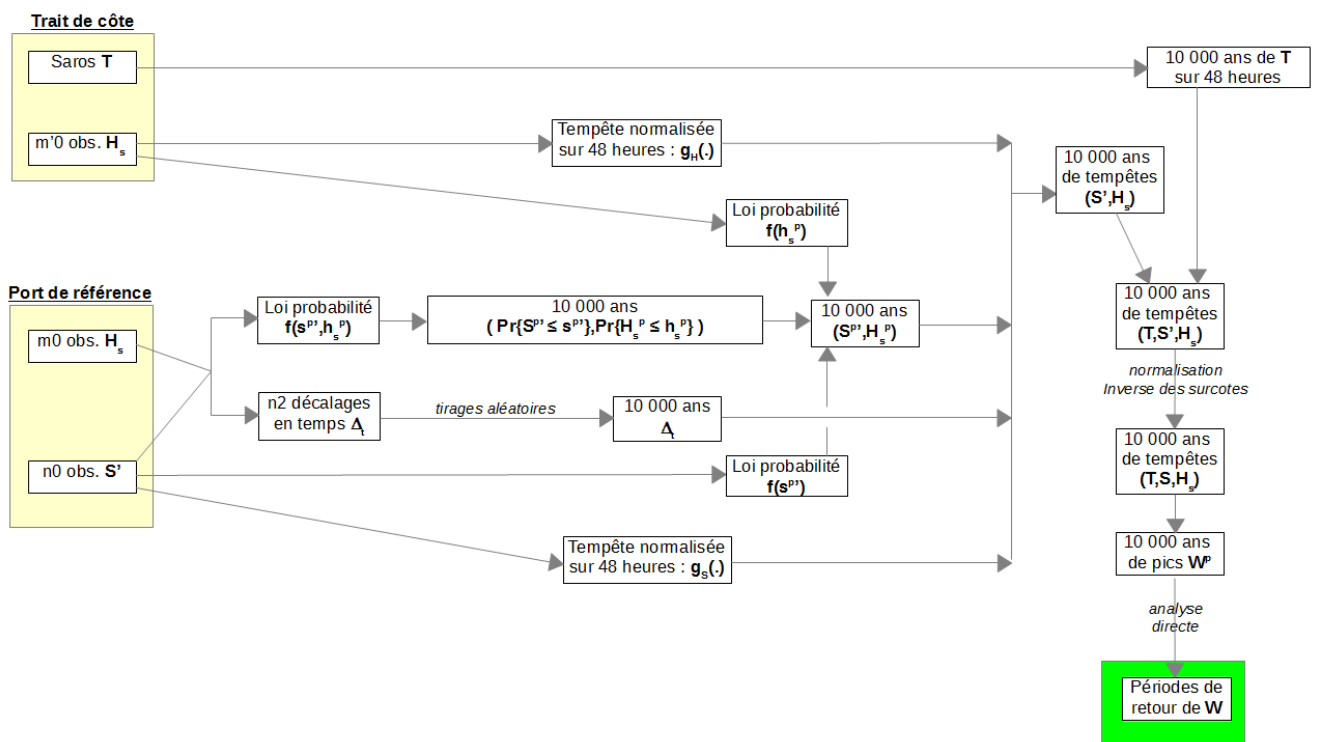 Trait de côte
Saros T
10 000 ans de T
sur 48 heures
m’0 obs. Hs
Tempête normalisée
sur 48 heures : gH(.)
10 000 ans
de tempêtes
(S’,Hs)
Loi probabilité
f(hsp)
Port de référence
m0 obs. Hs
Loi probabilité
f(sp’,hsp)
10 000 ans
( Pr{Sp’ ≤ sp’},Pr{Hsp ≤ hsp} )
10 000 ans
(Sp’,Hsp)
10 000 ans
de tempêtes
(T,S’,Hs)
normalisation
Inverse des surcotes
n2 décalages
en temps Δt
tirages aléatoires
10 000 ans
Δt
n0 obs. S’
Loi probabilité
f(sp’)
10 000 ans
de tempêtes
(T,S,Hs)
Tempête normalisée
sur 48 heures : gS(.)
10 000 ans
de pics Wp
analyse
directe
Périodes de
retour de W